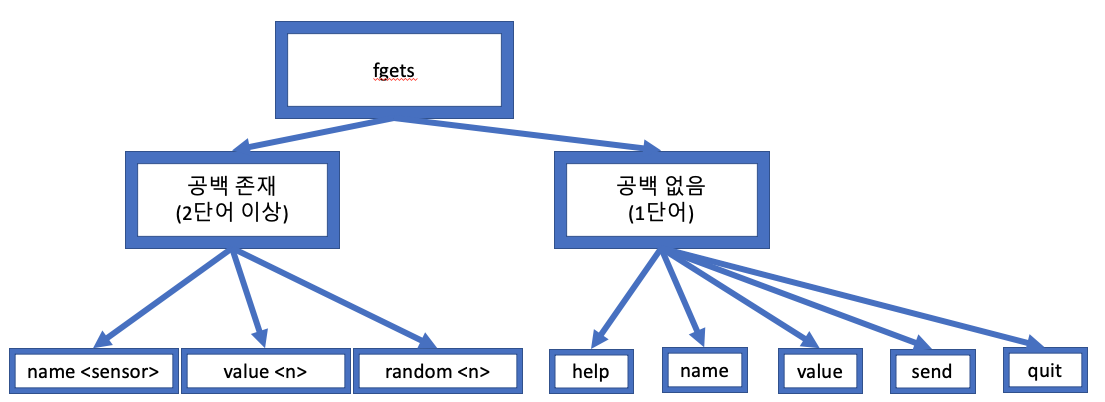 fgets
공백 존재
(2단어 이상)
공백 없음
(1단어)
name <sensor>
value <n>
random <n>
help
name
value
send
quit